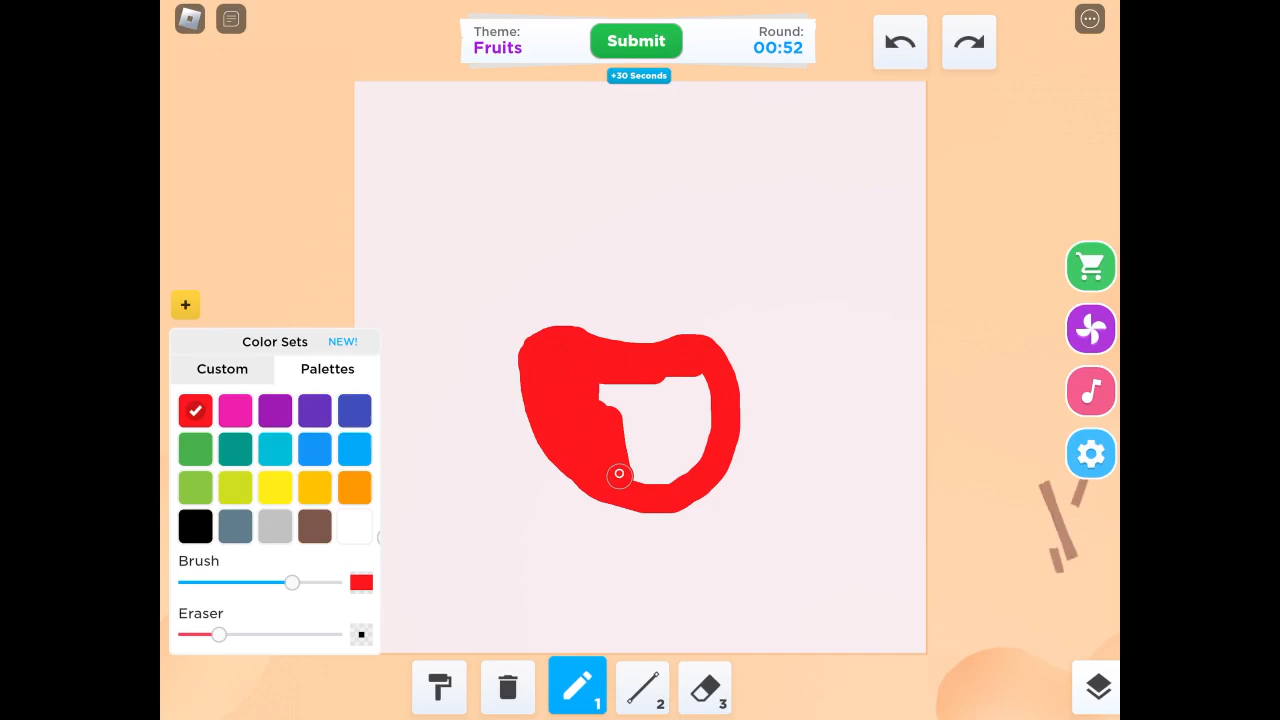 Theme:
Fruits
Submit
Round:
00:52
+30 Seconds
+
Color Sets NEW!
Custom Palettes
Brush
Eraser
1
2
3